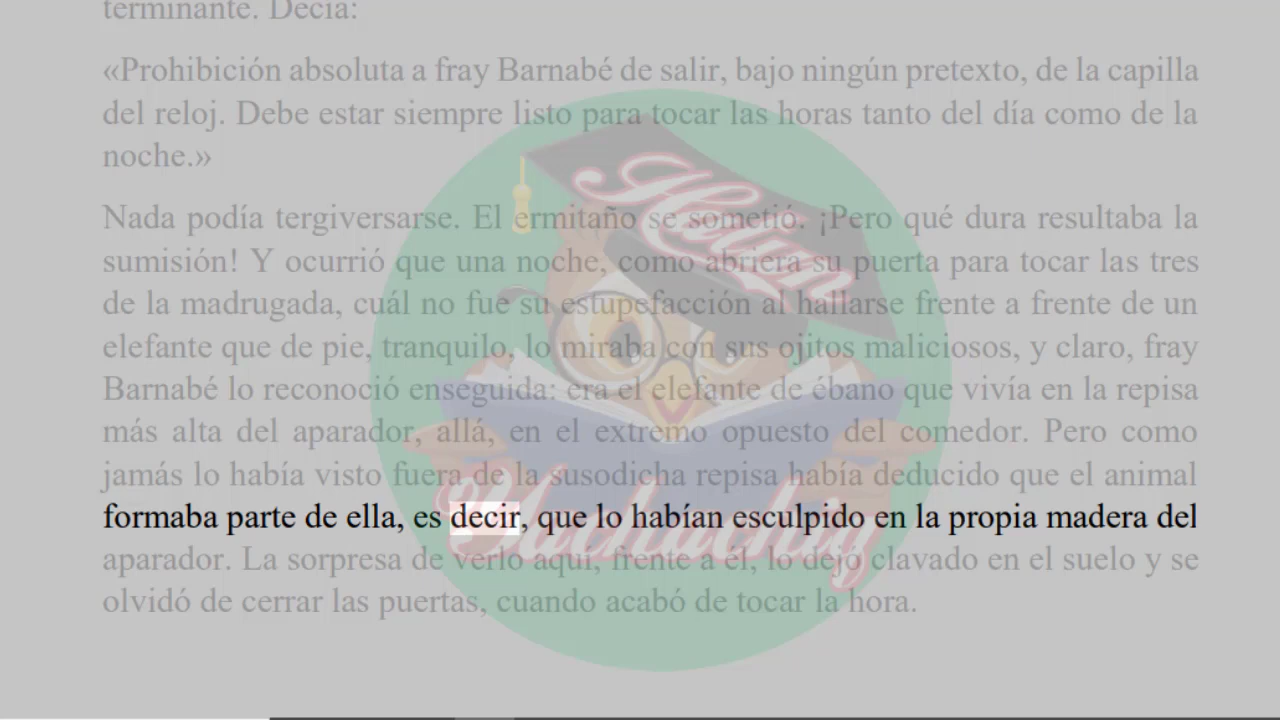 terminante. Decía:
«Prohibición absoluta a fray Barnabé de salir, bajo ningún pretexto, de la capilla
del reloj. Debe estar siempre listo para tocar las horas tanto del día como de la
noche.»
Nada podía tergiversarse. El ermitaño se sometió. ¡Pero qué dura resultaba la
sumisión! Y ocurrió que una noche, como abriera su puerta para tocar las tres
de la madrugada, cuál no fue su estupefacción al hallarse frente a frente de un
elefante que de pie, tranquilo, lo miraba con sus ojitos maliciosos, y claro, fray
Barnabé lo reconoció enseguida: era el elefante de ébano que vivía en la repisa
más alta del aparador, allá, en el extremo opuesto del comedor. Pero como
jamás lo había visto fuera de la susodicha repisa había deducido que el animal
formaba parte de ella, es decir, que lo habían esculpido en la propia madera del
aparador. La sorpresa de verlo aquí, frente a él, lo dejó clavado en el suelo y se
olvidó de cerrar las puertas, cuando acabó de tocar la hora.